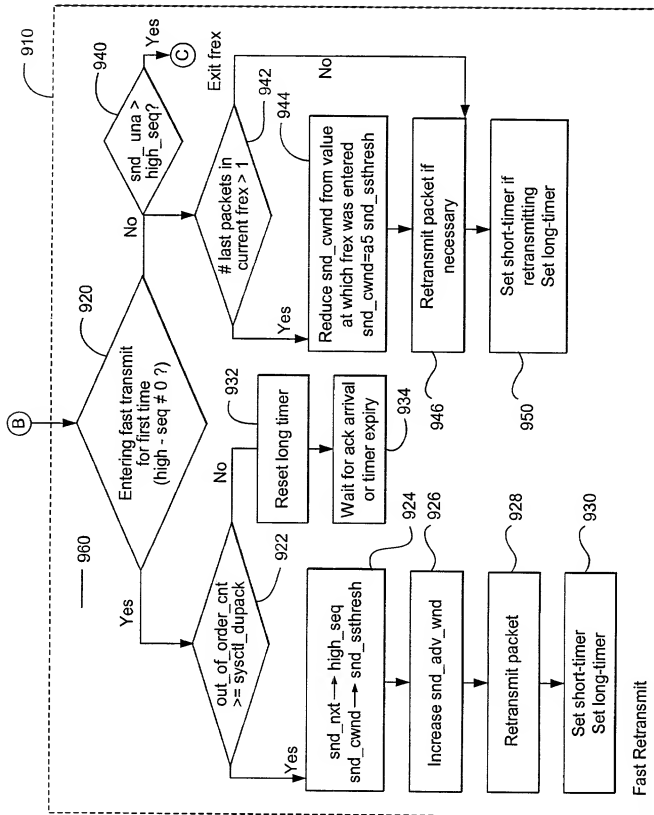 910
B
960
920
Entering fast transmit
for first time
(high - seq ≠ 0 ?)
Yes
No
940
snd_una >
high_seq?
Yes
C
Exit frex
922
out_of_order_cnt
>= sysctl_dupack
Yes
No
932
Reset long timer
934
Wait for ack arrival
or timer expiry
942
# last packets in
current frex > 1
Yes
No
924
snd_nxt → high_seq
snd_cwnd → snd_ssthresh
926
Increase snd_adv_wnd
928
Retransmit packet
930
Set short-timer
Set long-timer
944
Reduce snd_cwnd from value
at which frex was entered
snd_cwnd=a5 snd_ssthresh
946
Retransmit packet if
necessary
950
Set short-timer if
retransmitting
Set long-timer
Fast Retransmit